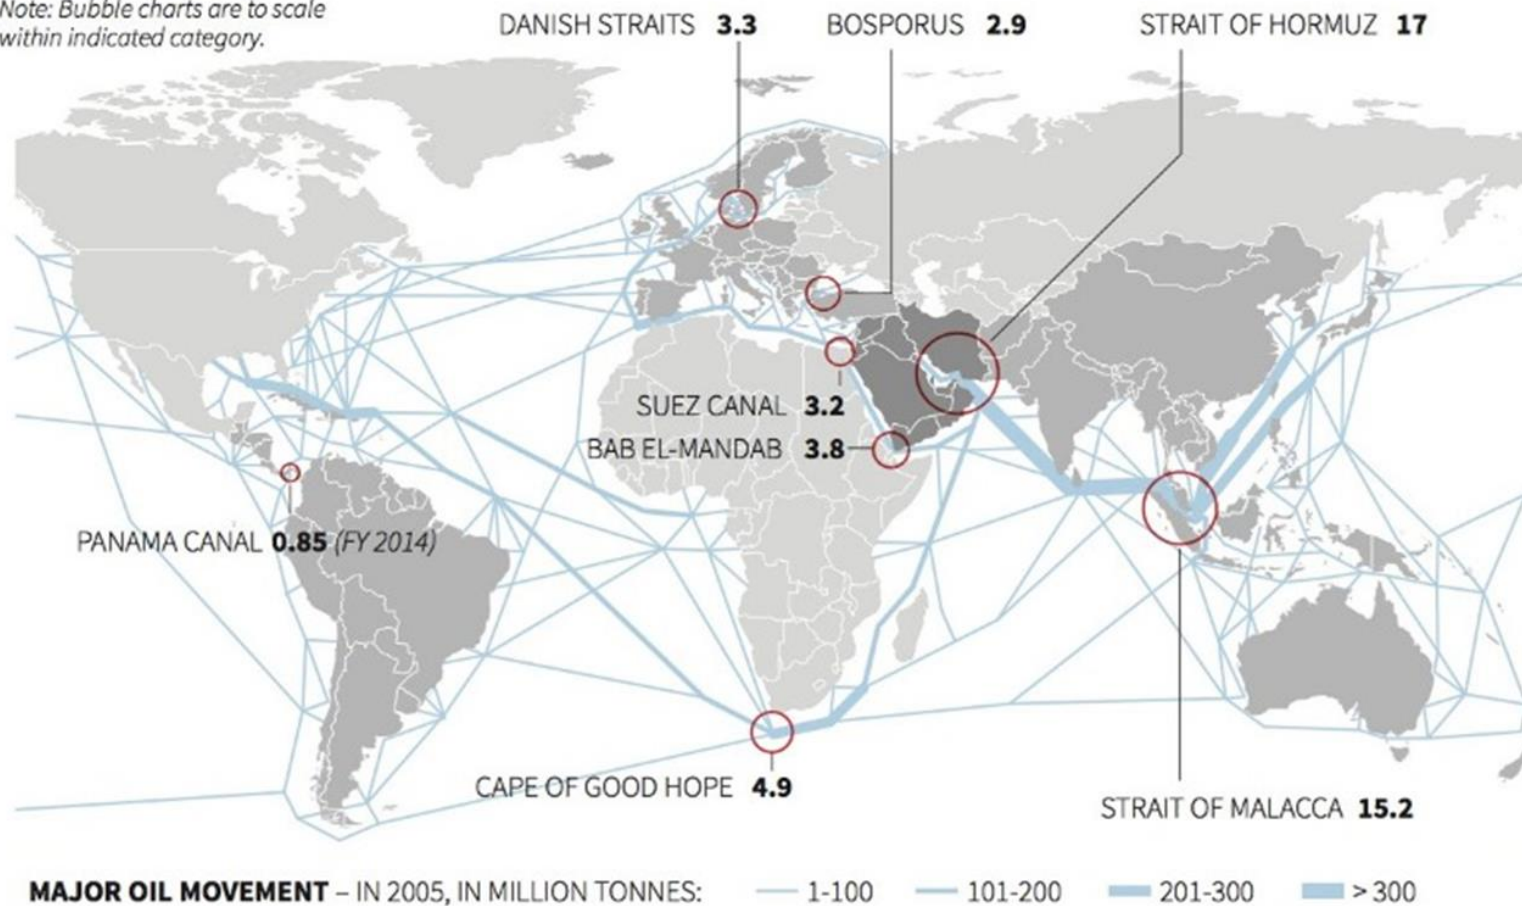 Note: Bubble charts are to scale
within indicated category.
DANISH STRAITS 3.3
BOSPORUS 2.9
STRAIT OF HORMUZ 17
SUEZ CANAL 3.2
BAB EL-MANDAB 3.8
PANAMA CANAL 0.85 (FY 2014)
CAPE OF GOOD HOPE 4.9
STRAIT OF MALACCA 15.2
MAJOR OIL MOVEMENT – IN 2005, IN MILLION TONNES: 1-100 101-200 201-300 > 300